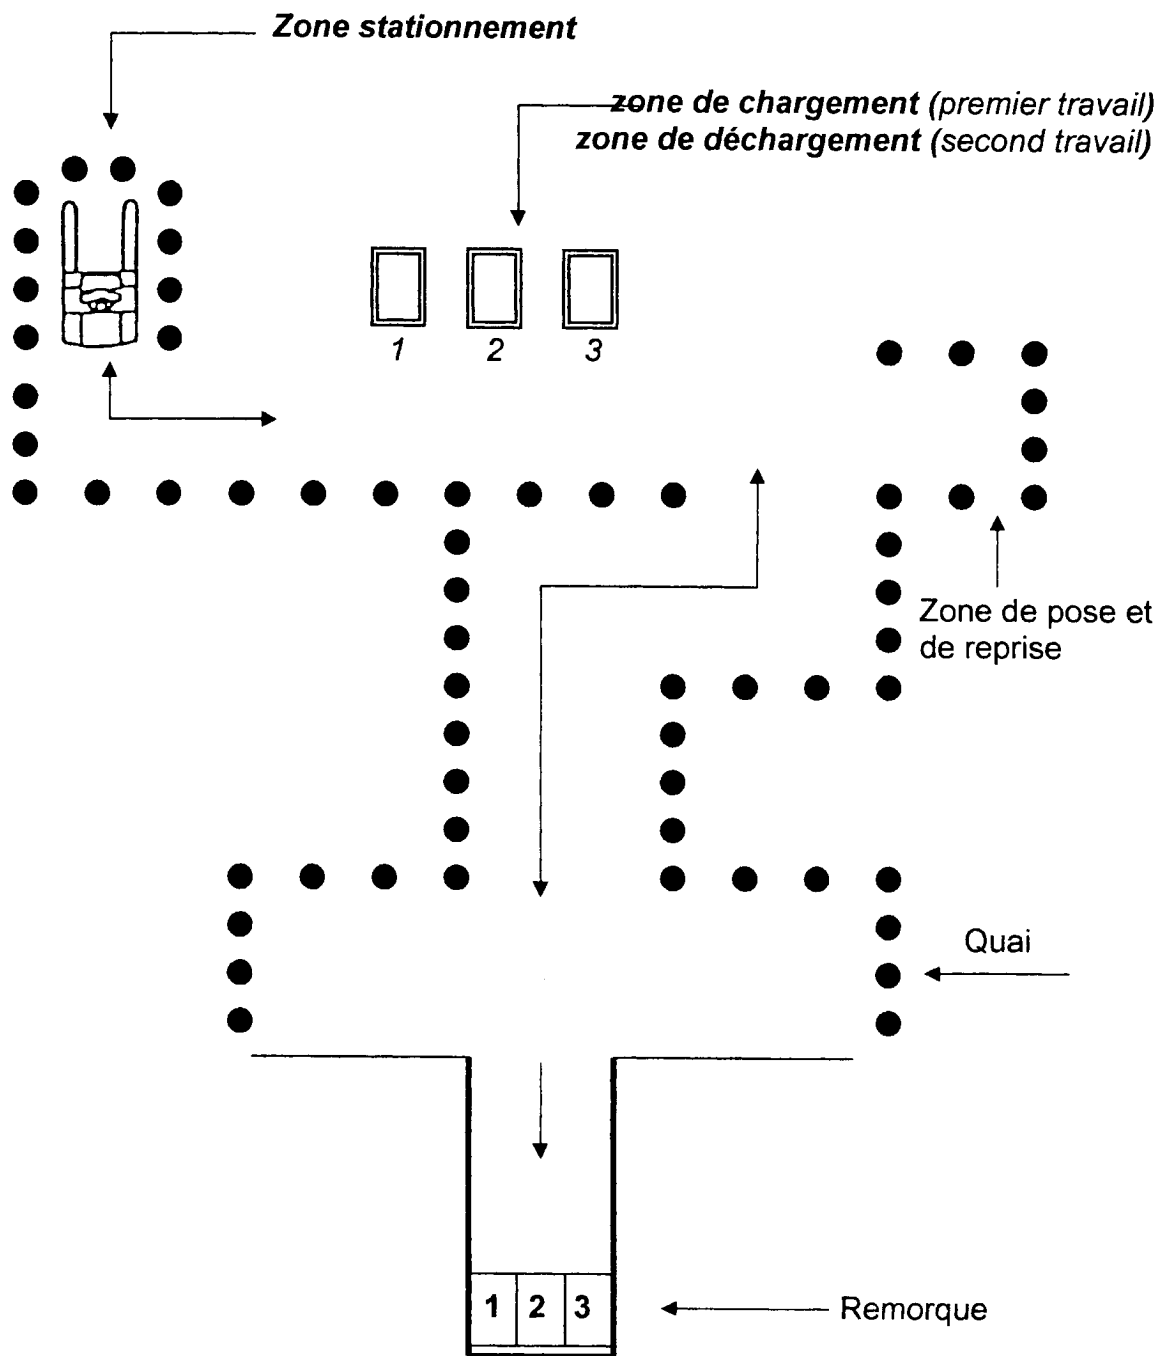 Zone stationnement
zone de chargement (premier travail)
zone de déchargement (second travail)
1 2 3
Zone de pose et
de reprise
Quai
1 2 3
Remorque